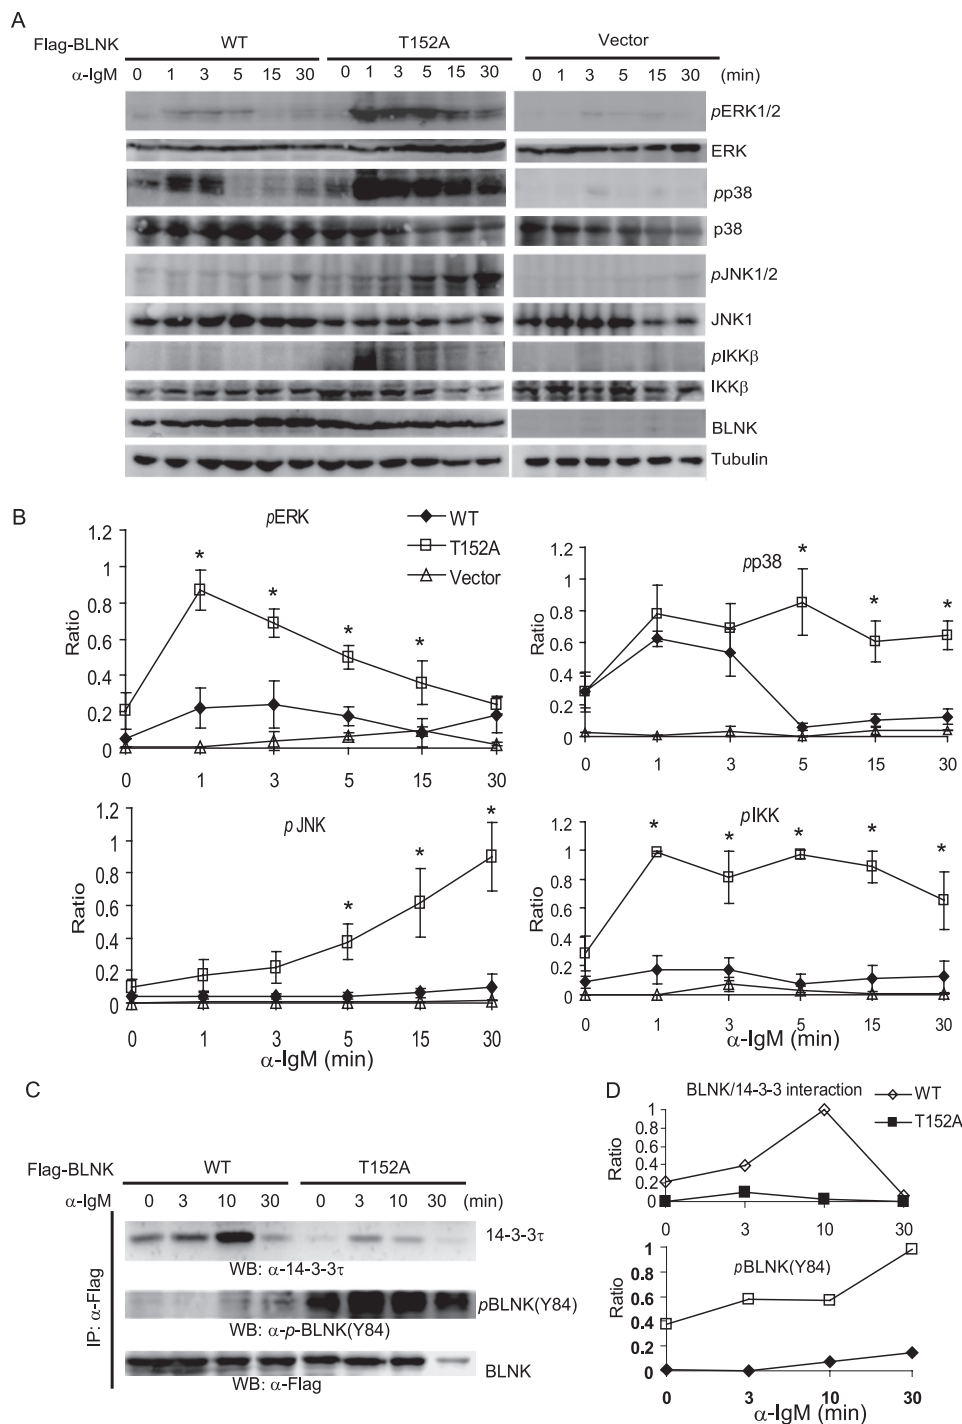 A
Flag-BLNK WT T152A Vector
α-IgM 0 1 3 5 15 30 0 1 3 5 15 30 0 1 3 5 15 30 (min)
pERK1/2
ERK
pp38
p38
pJNK1/2
JNK1
pIKKβ
IKKβ
BLNK
Tubulin
B
pERK
WT
T152A
Vector
Ratio
1.2
1
0.8
0.6
0.4
0.2
0
* * * *
0 1 3 5 15 30
pp38
Ratio
1.2
1
0.8
0.6
0.4
0.2
0
* * *
0 1 3 5 15 30
p JNK
Ratio
1.2
1
0.8
0.6
0.4
0.2
0
* * *
0 1 3 5 15 30
α-IgM (min)
pIKK
Ratio
1.2
1
0.8
0.6
0.4
0.2
0
* * * * *
0 1 3 5 15 30
α-IgM (min)
C
Flag-BLNK WT T152A
α-IgM 0 3 10 30 0 3 10 30 (min)
IP: α-Flag
14-3-3τ
WB: α-14-3-3τ
pBLNK(Y84)
WB: α-p-BLNK(Y84)
BLNK
WB: α-Flag
D
BLNK/14-3-3 interaction
WT
T152A
Ratio
1
0.8
0.6
0.4
0.2
0
0 3 10 30
pBLNK(Y84)
Ratio
1
0.8
0.6
0.4
0.2
0
0 3 10 30
α-IgM (min)